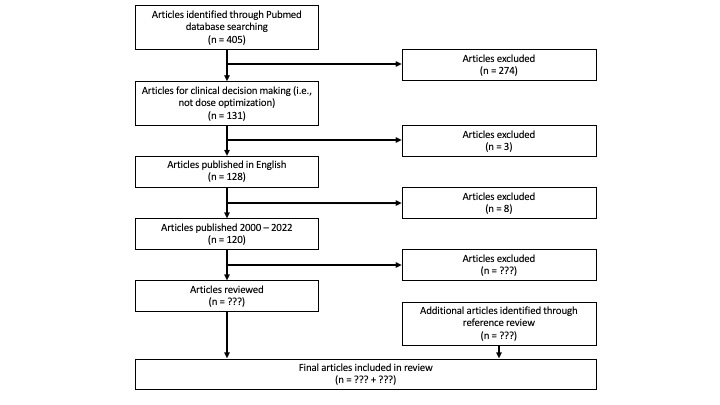 Articles identified through Pubmed
database searching
(n = 405)
Articles excluded
(n = 274)
Articles for clinical decision making (i.e.,
not dose optimization)
(n = 131)
Articles excluded
(n = 3)
Articles published in English
(n = 128)
Articles excluded
(n = 8)
Articles published 2000 – 2022
(n = 120)
Articles excluded
(n = ???)
Articles reviewed
(n = ???)
Additional articles identified through
reference review
(n = ???)
Final articles included in review
(n = ??? + ???)